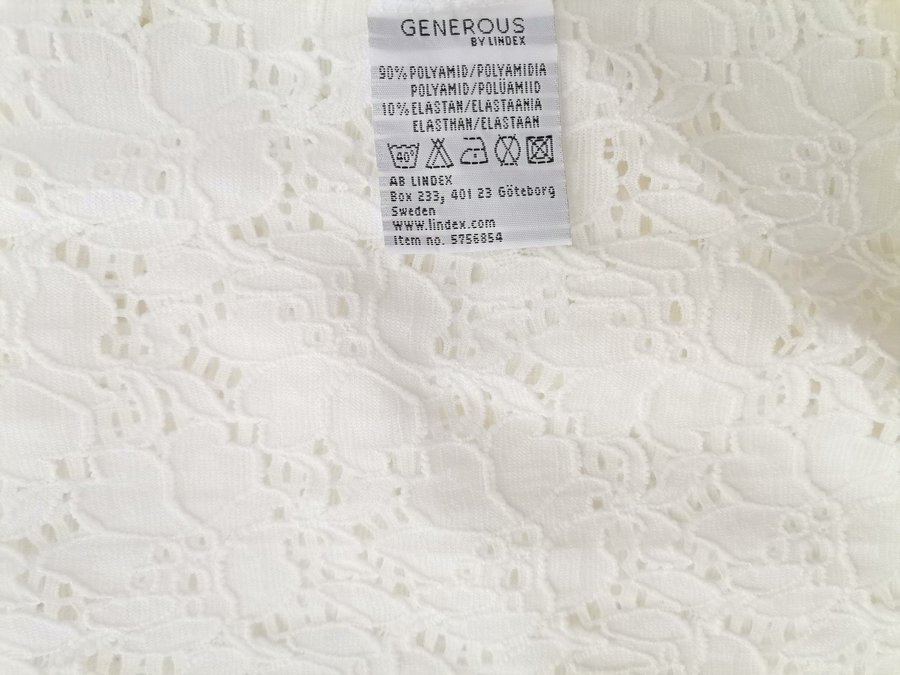 GENEROUS
BY LINDEX
90% POLYAMID/POLYAMIDIA
POLYAMID/POLÜAMIID
10% ELASTAN/ELASTAANIA
ELASTHAN/ELASTAAN
40°
AB LINDEX
Box 233, 401 23 Göteborg
Sweden
www.lindex.com
Item no. 5756854